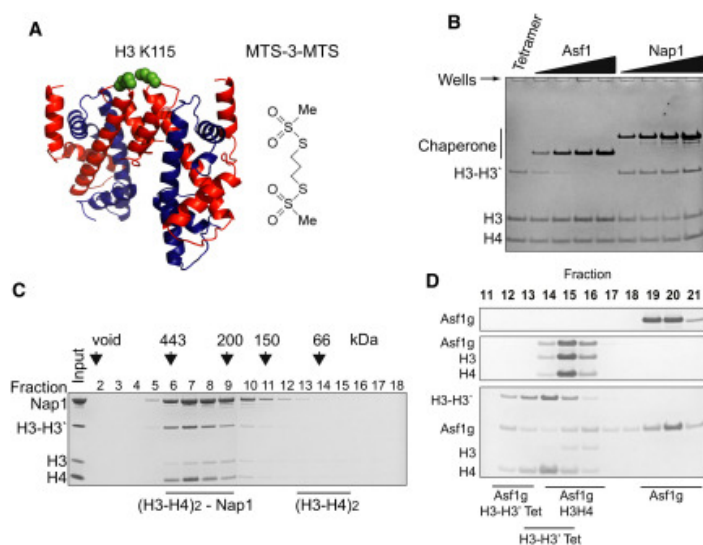 A
H3 K115
MTS-3-MTS
O
O
S
Me
S
S
O
O
S
Me
B
Tetramer
Asf1
Nap1
Wells
Chaperone
H3-H3'
H3
H4
C
void 443 200 150 66 kDa
Input
Fraction 2 3 4 5 6 7 8 9 10 11 12 13 14 15 16 17 18
Nap1
H3-H3'
H3
H4
(H3-H4)2 - Nap1
(H3-H4)2
D
Fraction
11 12 13 14 15 16 17 18 19 20 21
Asf1g
Asf1g
H3
H4
H3-H3'
Asf1g
H3
H4
Asf1g
H3-H3' Tet
Asf1g
H3H4
Asf1g
H3-H3' Tet